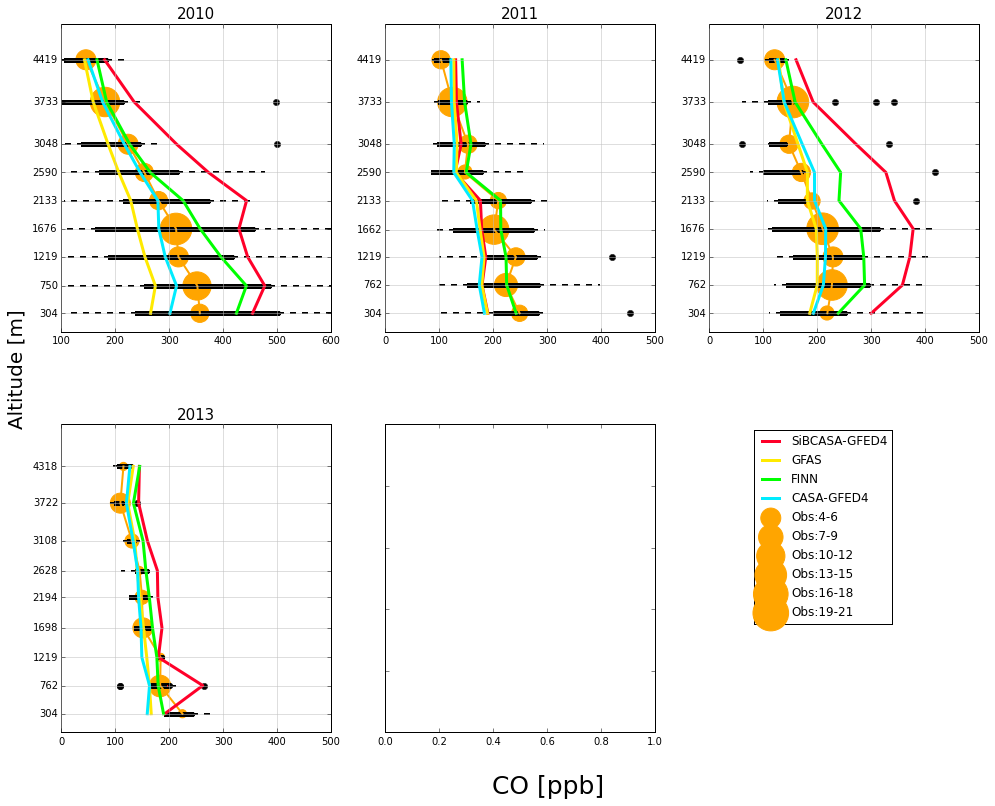 2010 2011 2012
4419 4419 4419
3733 3733 3733
3048 3048 3048
2590 2590 2590
2133 2133 2133
1676 1662 1676
1219 1219 1219
750 762 762
304 304 304
100 200 300 400 500 600 0 100 200 300 400 500 0 100 200 300 400 500
Altitude [m]
2013
4318
3722
3108
2628
2194
1698
1219
762
304
0 100 200 300 400 500 0.0 0.2 0.4 0.6 0.8 1.0
SiBCASA-GFED4
GFAS
FINN
CASA-GFED4
Obs:4-6
Obs:7-9
Obs:10-12
Obs:13-15
Obs:16-18
Obs:19-21
CO [ppb]